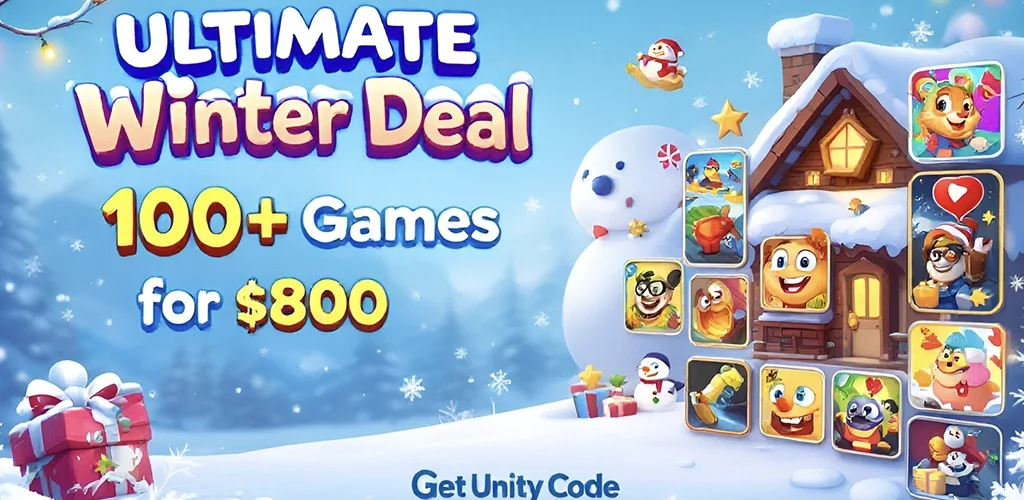 ULTIMATE
Winter Deal
100+ Games
for $800
Get Unity Code